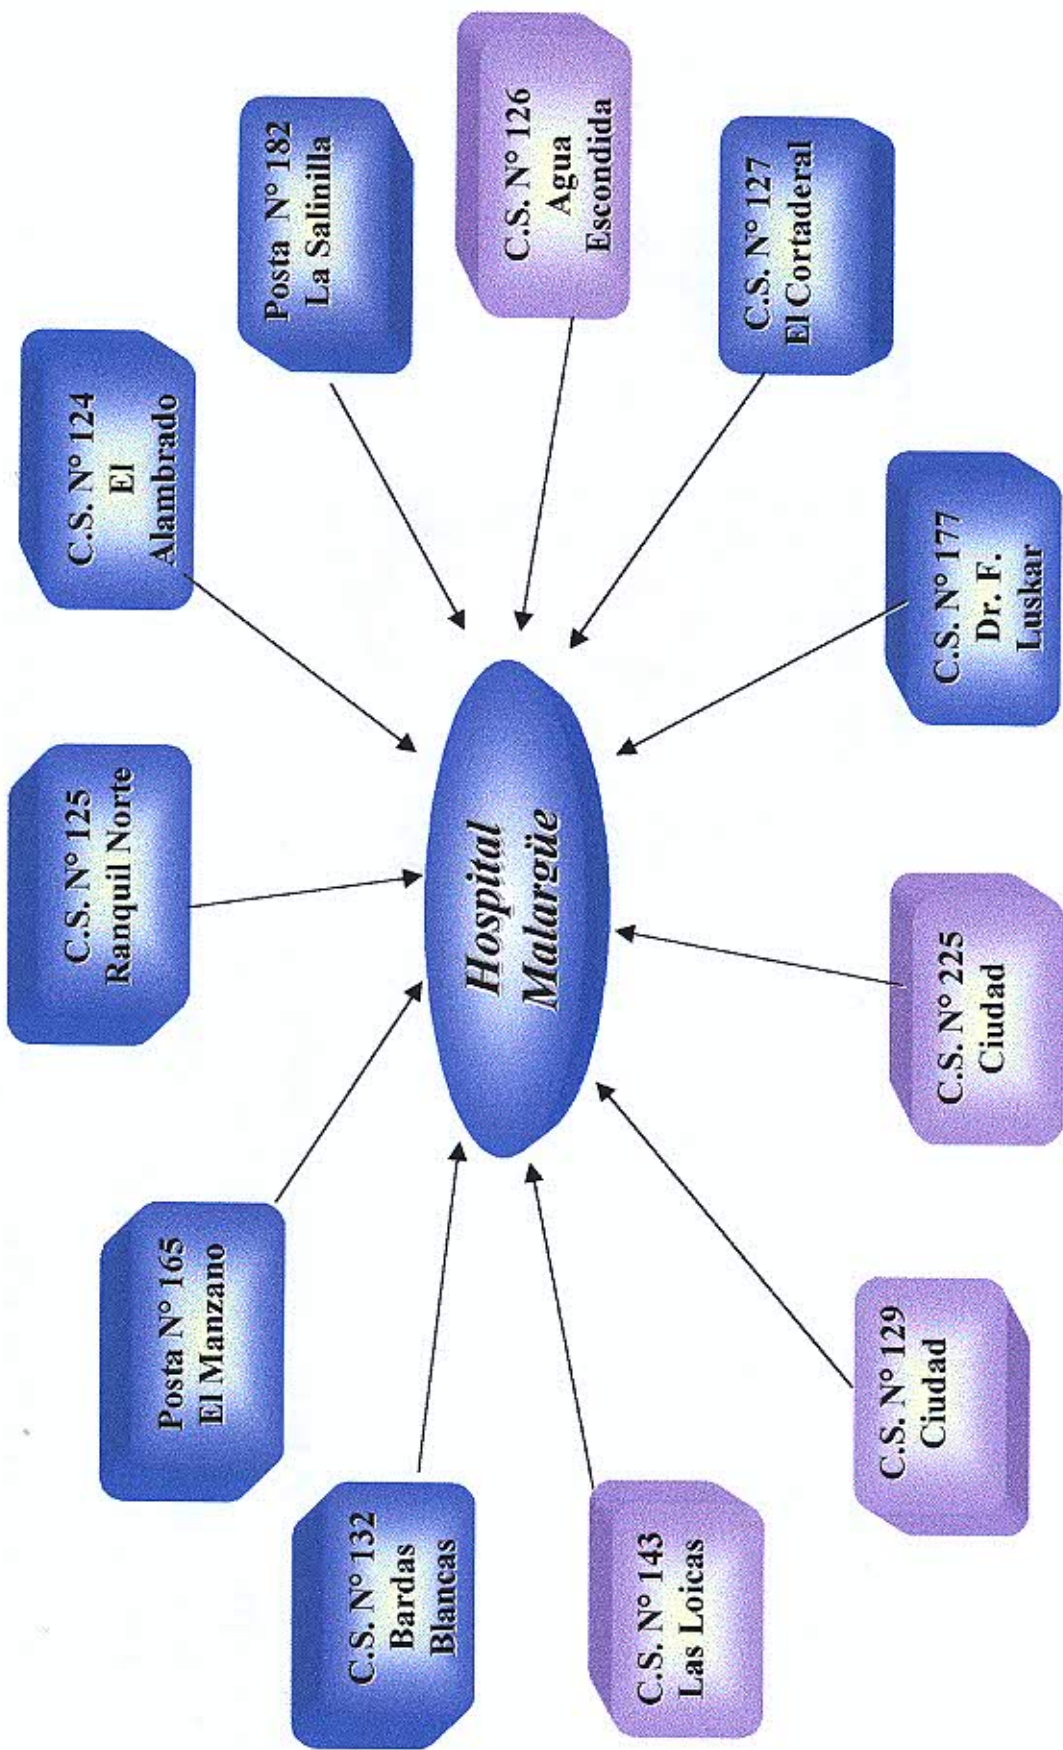 C.S. N° 125
Ranquil Norte
C.S. N° 124
El
Alambrado
Posta N° 165
El Manzano
Posta N° 182
La Salinilla
C.S. N° 132
Bardas
Blancas
C.S. N° 126
Agua
Escondida
Hospital
Malargüe
C.S. N° 143
Las Loicas
C.S. N° 127
El Cortaderal
C.S. N° 129
Ciudad
C.S. N° 225
Ciudad
C.S. N° 177
Dr. F.
Luskar